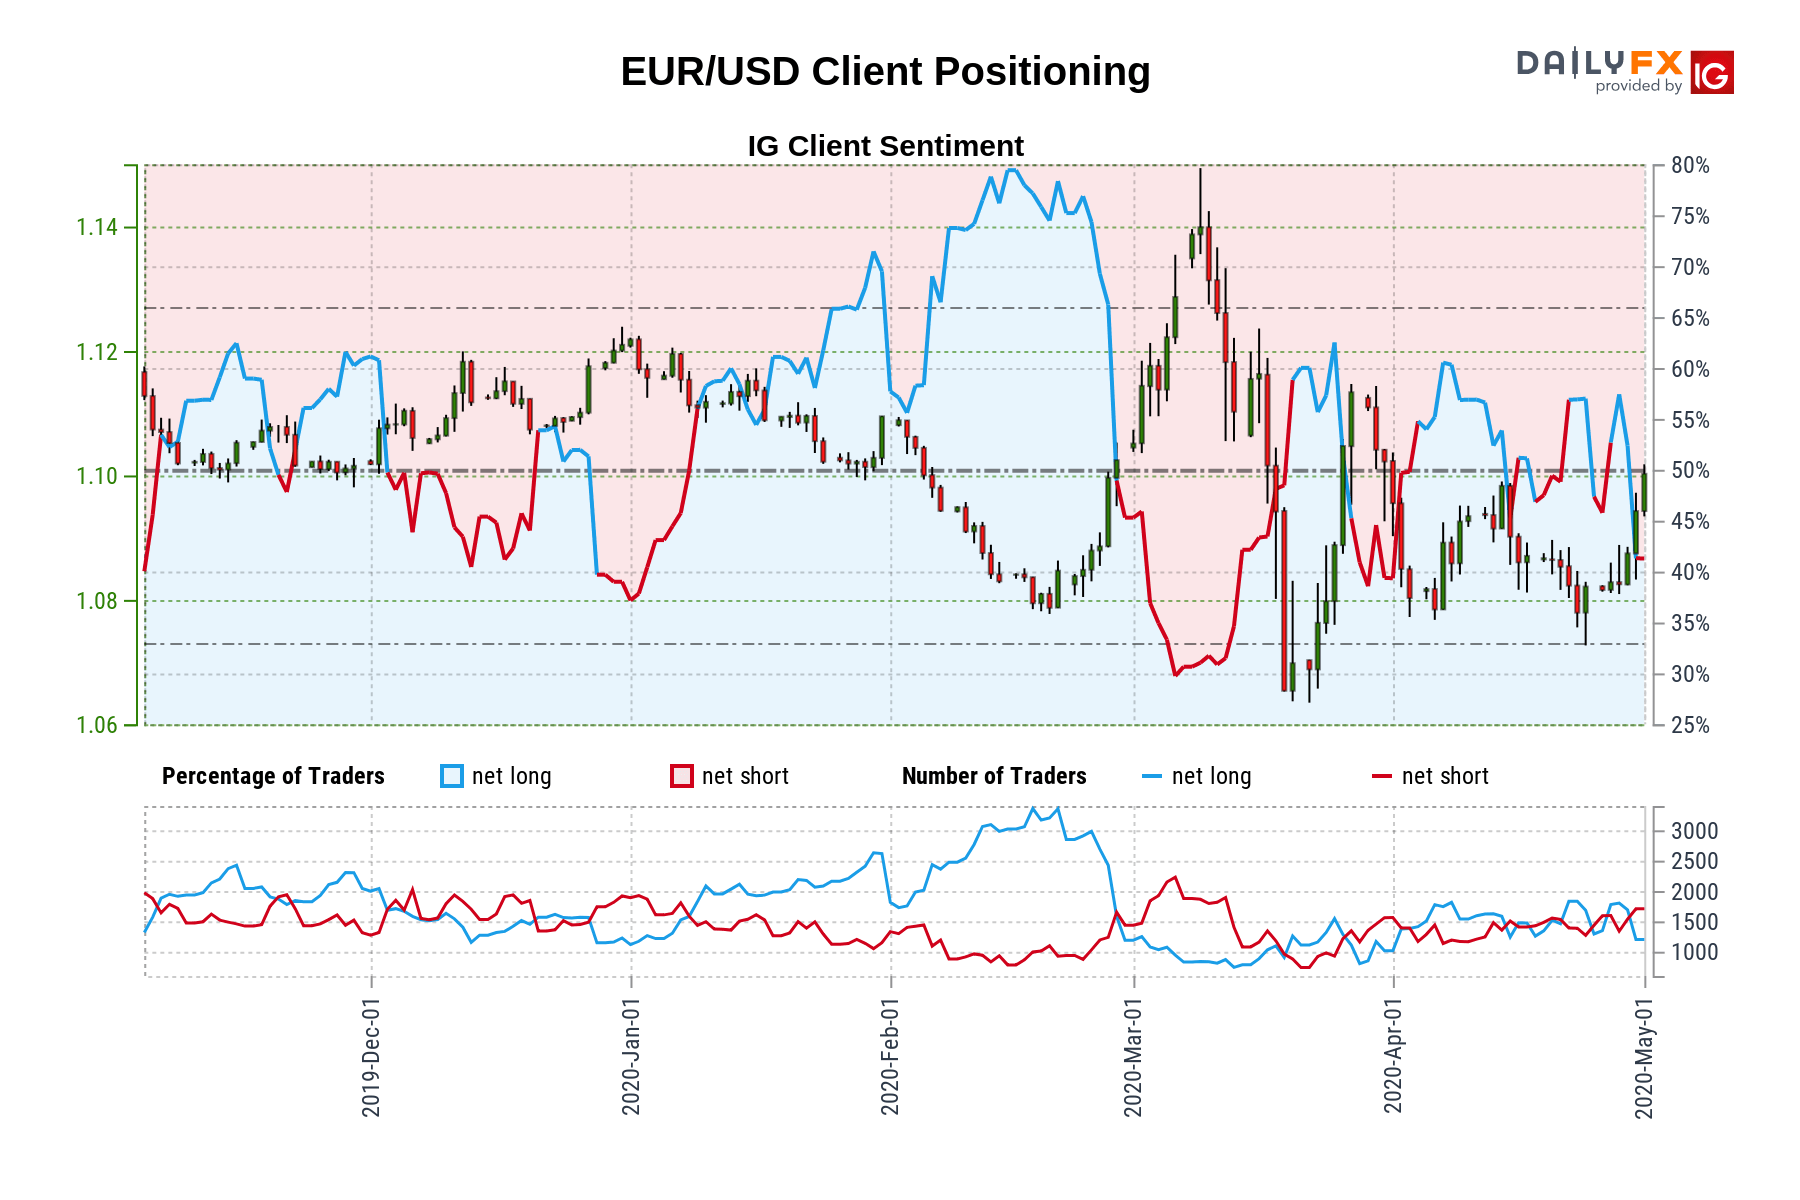 EUR/USD Client Positioning
DAILYFX
provided by
IG
IG Client Sentiment
1.14
1.12
1.10
1.08
1.06
80%
75%
70%
65%
60%
55%
50%
45%
40%
35%
30%
25%
Percentage of Traders net long net short Number of Traders net long net short
3000
2500
2000
1500
1000
2019-Dec-01
2020-Jan-01
2020-Feb-01
2020-Mar-01
2020-Apr-01
2020-May-01